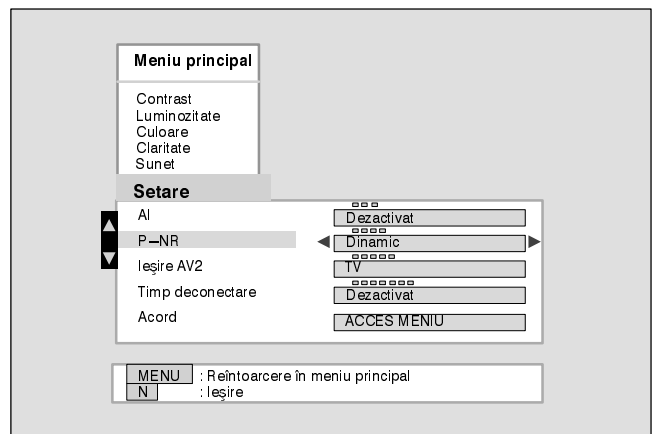 Meniu principal
Contrast
Luminozitate
Culoare
Claritate
Sunet
Setare
AI Dezactivat
P–NR Dinamic
Ieşire AV2 TV
Timp deconectare Dezactivat
Acord ACCES MENIU
MENU : Reîntoarcere în meniu principal
N : Ieşire